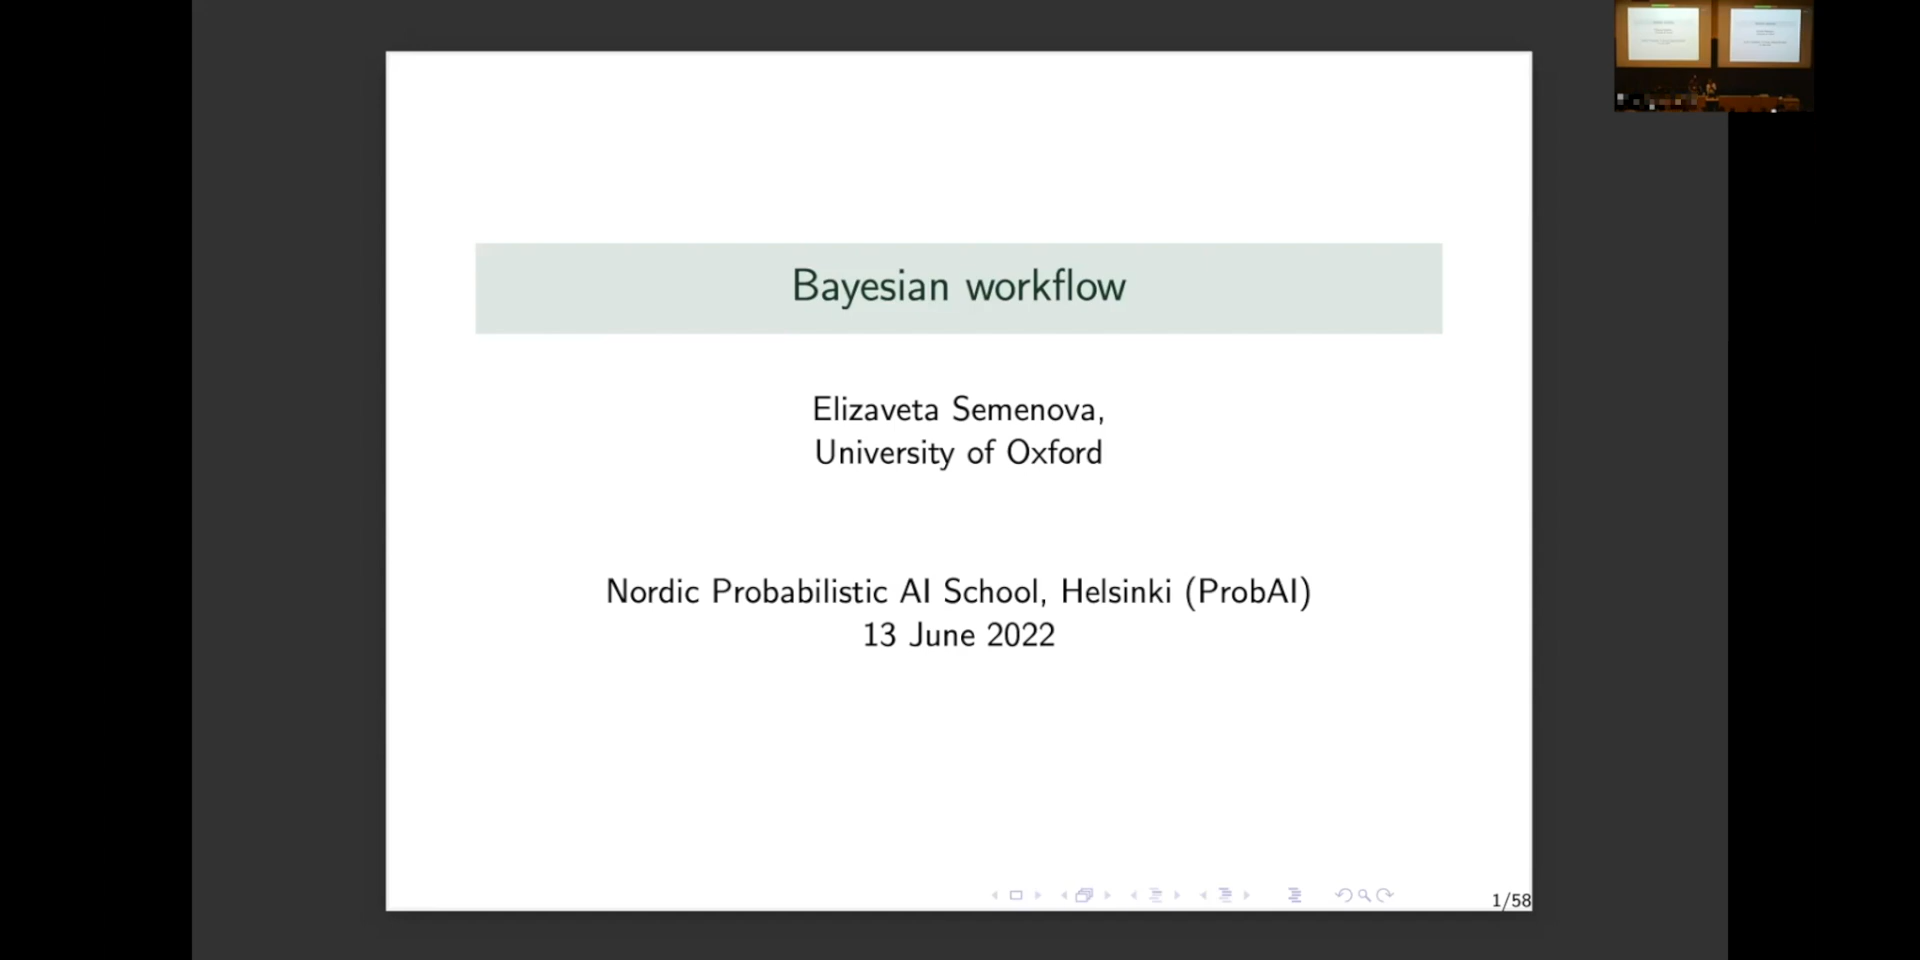 Bayesian workflow
Elizaveta Semenova,
University of Oxford
Nordic Probabilistic AI School, Helsinki (ProbAI)
13 June 2022
1/58